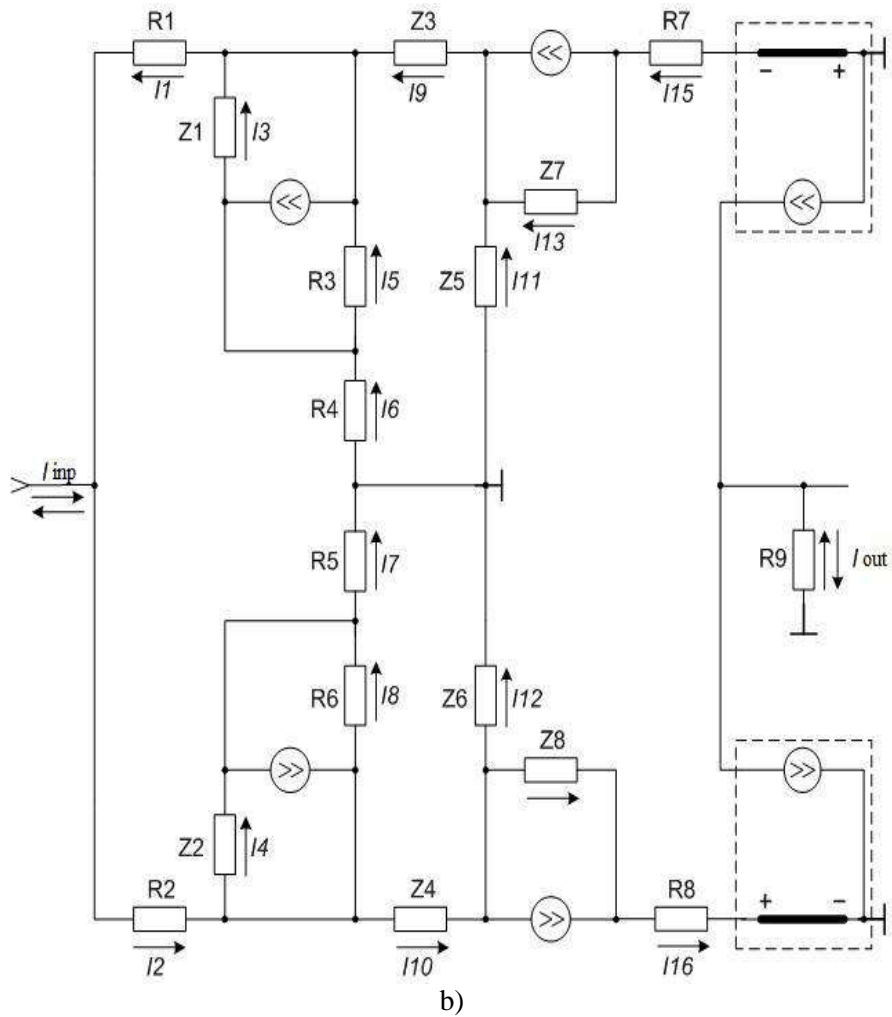 R1 Z3 << R7
I1 I9 I15 − +
Z1 I3 Z7
<< <<
I13
R3 I5 Z5 I11
R4 I6
I inp
R5 I7 R9 I out
R6 I8 Z6 I12
Z8
>> >>
Z2 I4
R2 Z4 R8 + −
>>
I2 I10 I16
b)